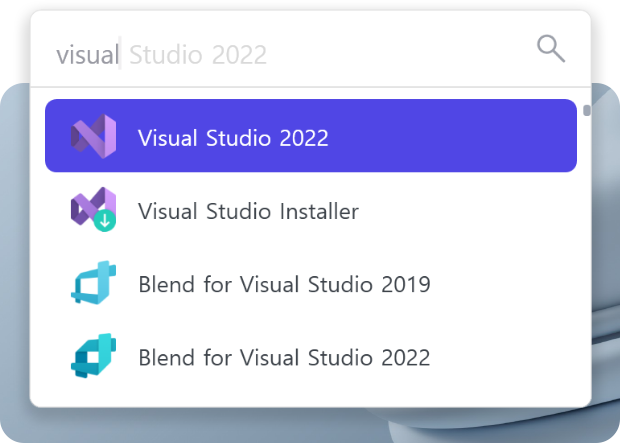 visual Studio 2022
Visual Studio 2022
Visual Studio Installer
Blend for Visual Studio 2019
Blend for Visual Studio 2022